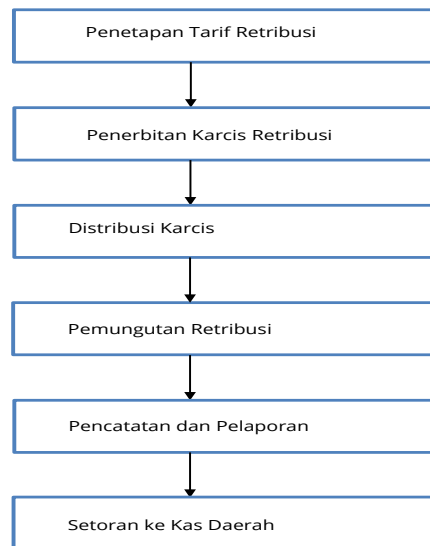 Penetapan Tarif Retribusi
Penerbitan Karcis Retribusi
Distribusi Karcis
Pemungutan Retribusi
Pencatatan dan Pelaporan
Setoran ke Kas Daerah